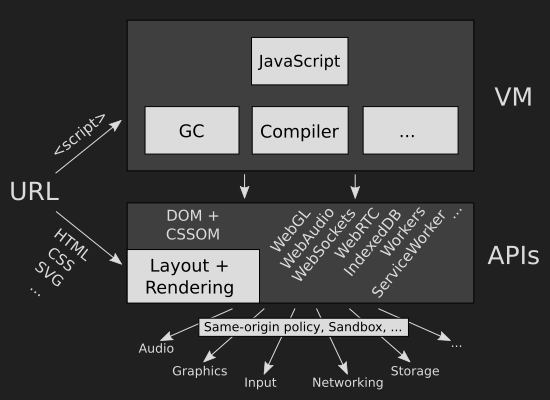 JavaScript
VM
GC
Compiler
...
<script>
URL
HTML
CSS
SVG
...
DOM +
CSSOM
WebGL
WebAudio
WebSockets
WebRTC
IndexedDB
Workers
ServiceWorker
...
APIs
Layout +
Rendering
Same-origin policy, Sandbox, ...
Audio
Graphics
Input
Networking
Storage
...